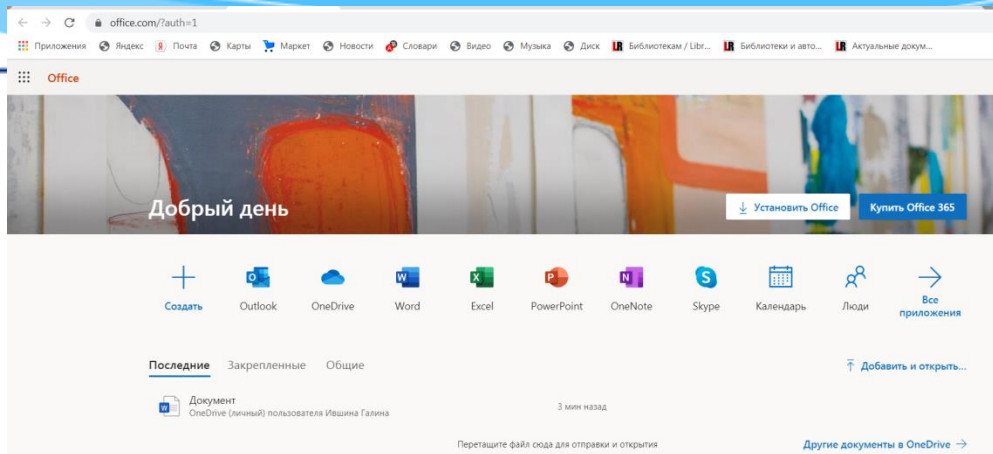 office.com/?auth=1
Приложения Яндекс Почта Карты Маркет Новости Словари Видео Музыка Диск Библиотекам / Libr... Библиотеки и авто... Актуальные докум...
Office
Добрый день
Установить Office Купить Office 365
Создать Outlook OneDrive Word Excel PowerPoint OneNote Skype Календарь Люди Все приложения
Последние Закрепленные Общие Добавить и открыть...
Документ
OneDrive (личный) пользователя Ившина Галина 3 мин назад
Перетащите файл сюда для отправки и открытия Другие документы в OneDrive